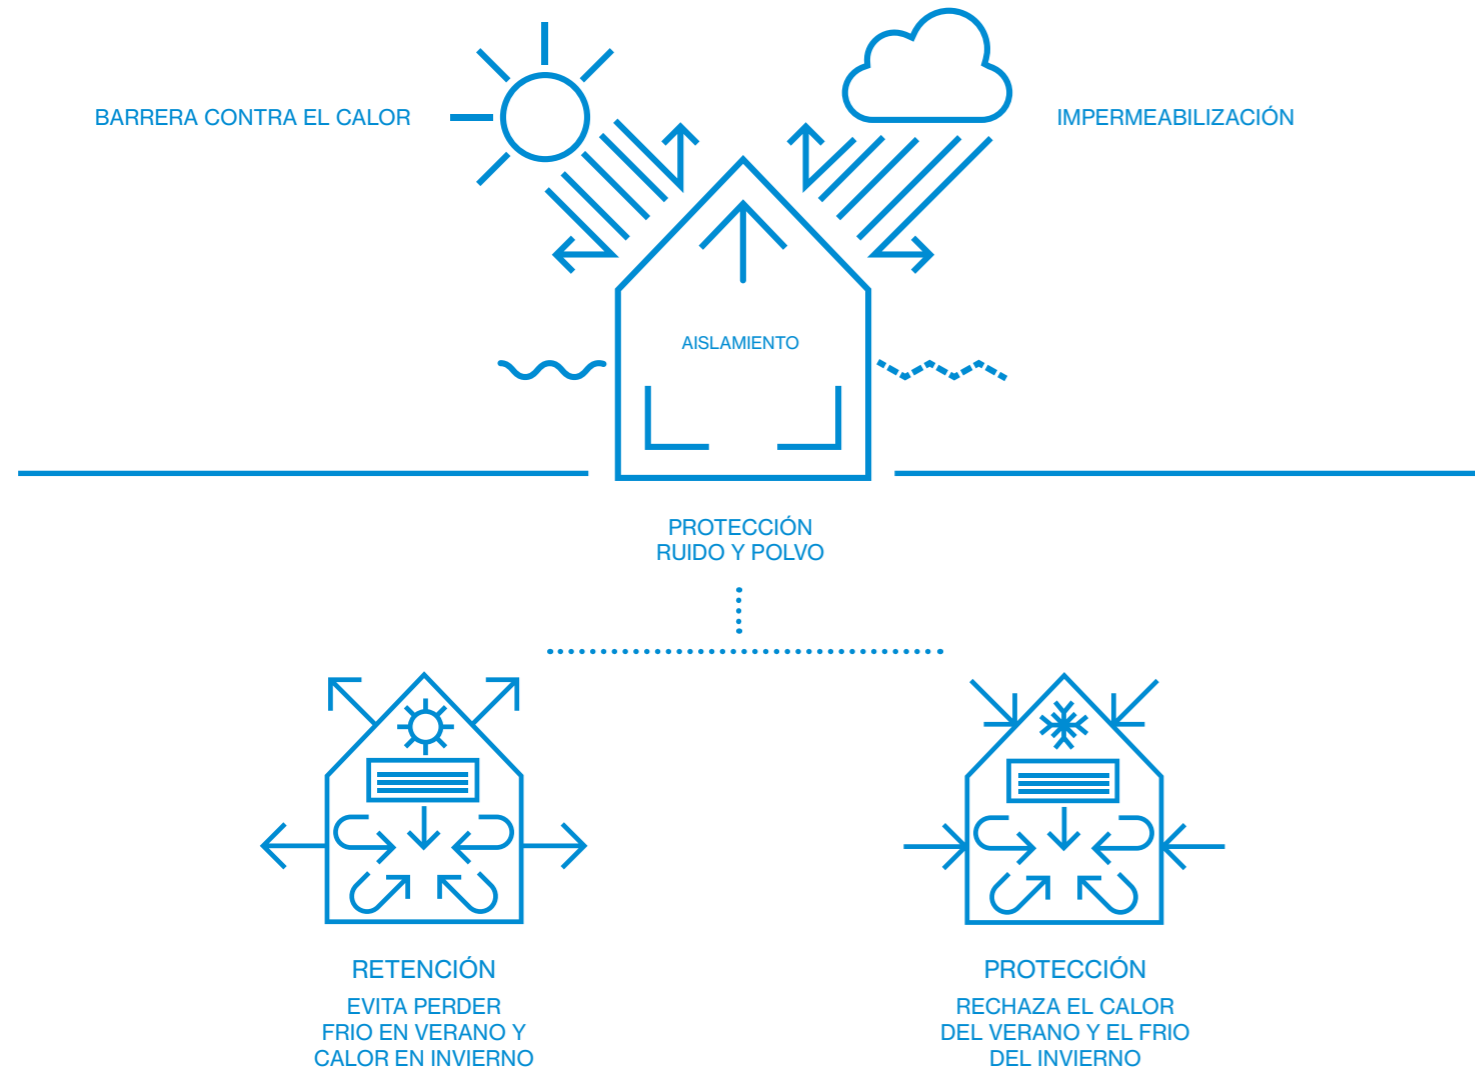 BARRERA CONTRA EL CALOR
IMPERMEABILIZACIÓN
AISLAMIENTO
PROTECCIÓN
RUIDO Y POLVO
RETENCIÓN
EVITA PERDER
FRIO EN VERANO Y
CALOR EN INVIERNO
PROTECCIÓN
RECHAZA EL CALOR
DEL VERANO Y EL FRIO
DEL INVIERNO